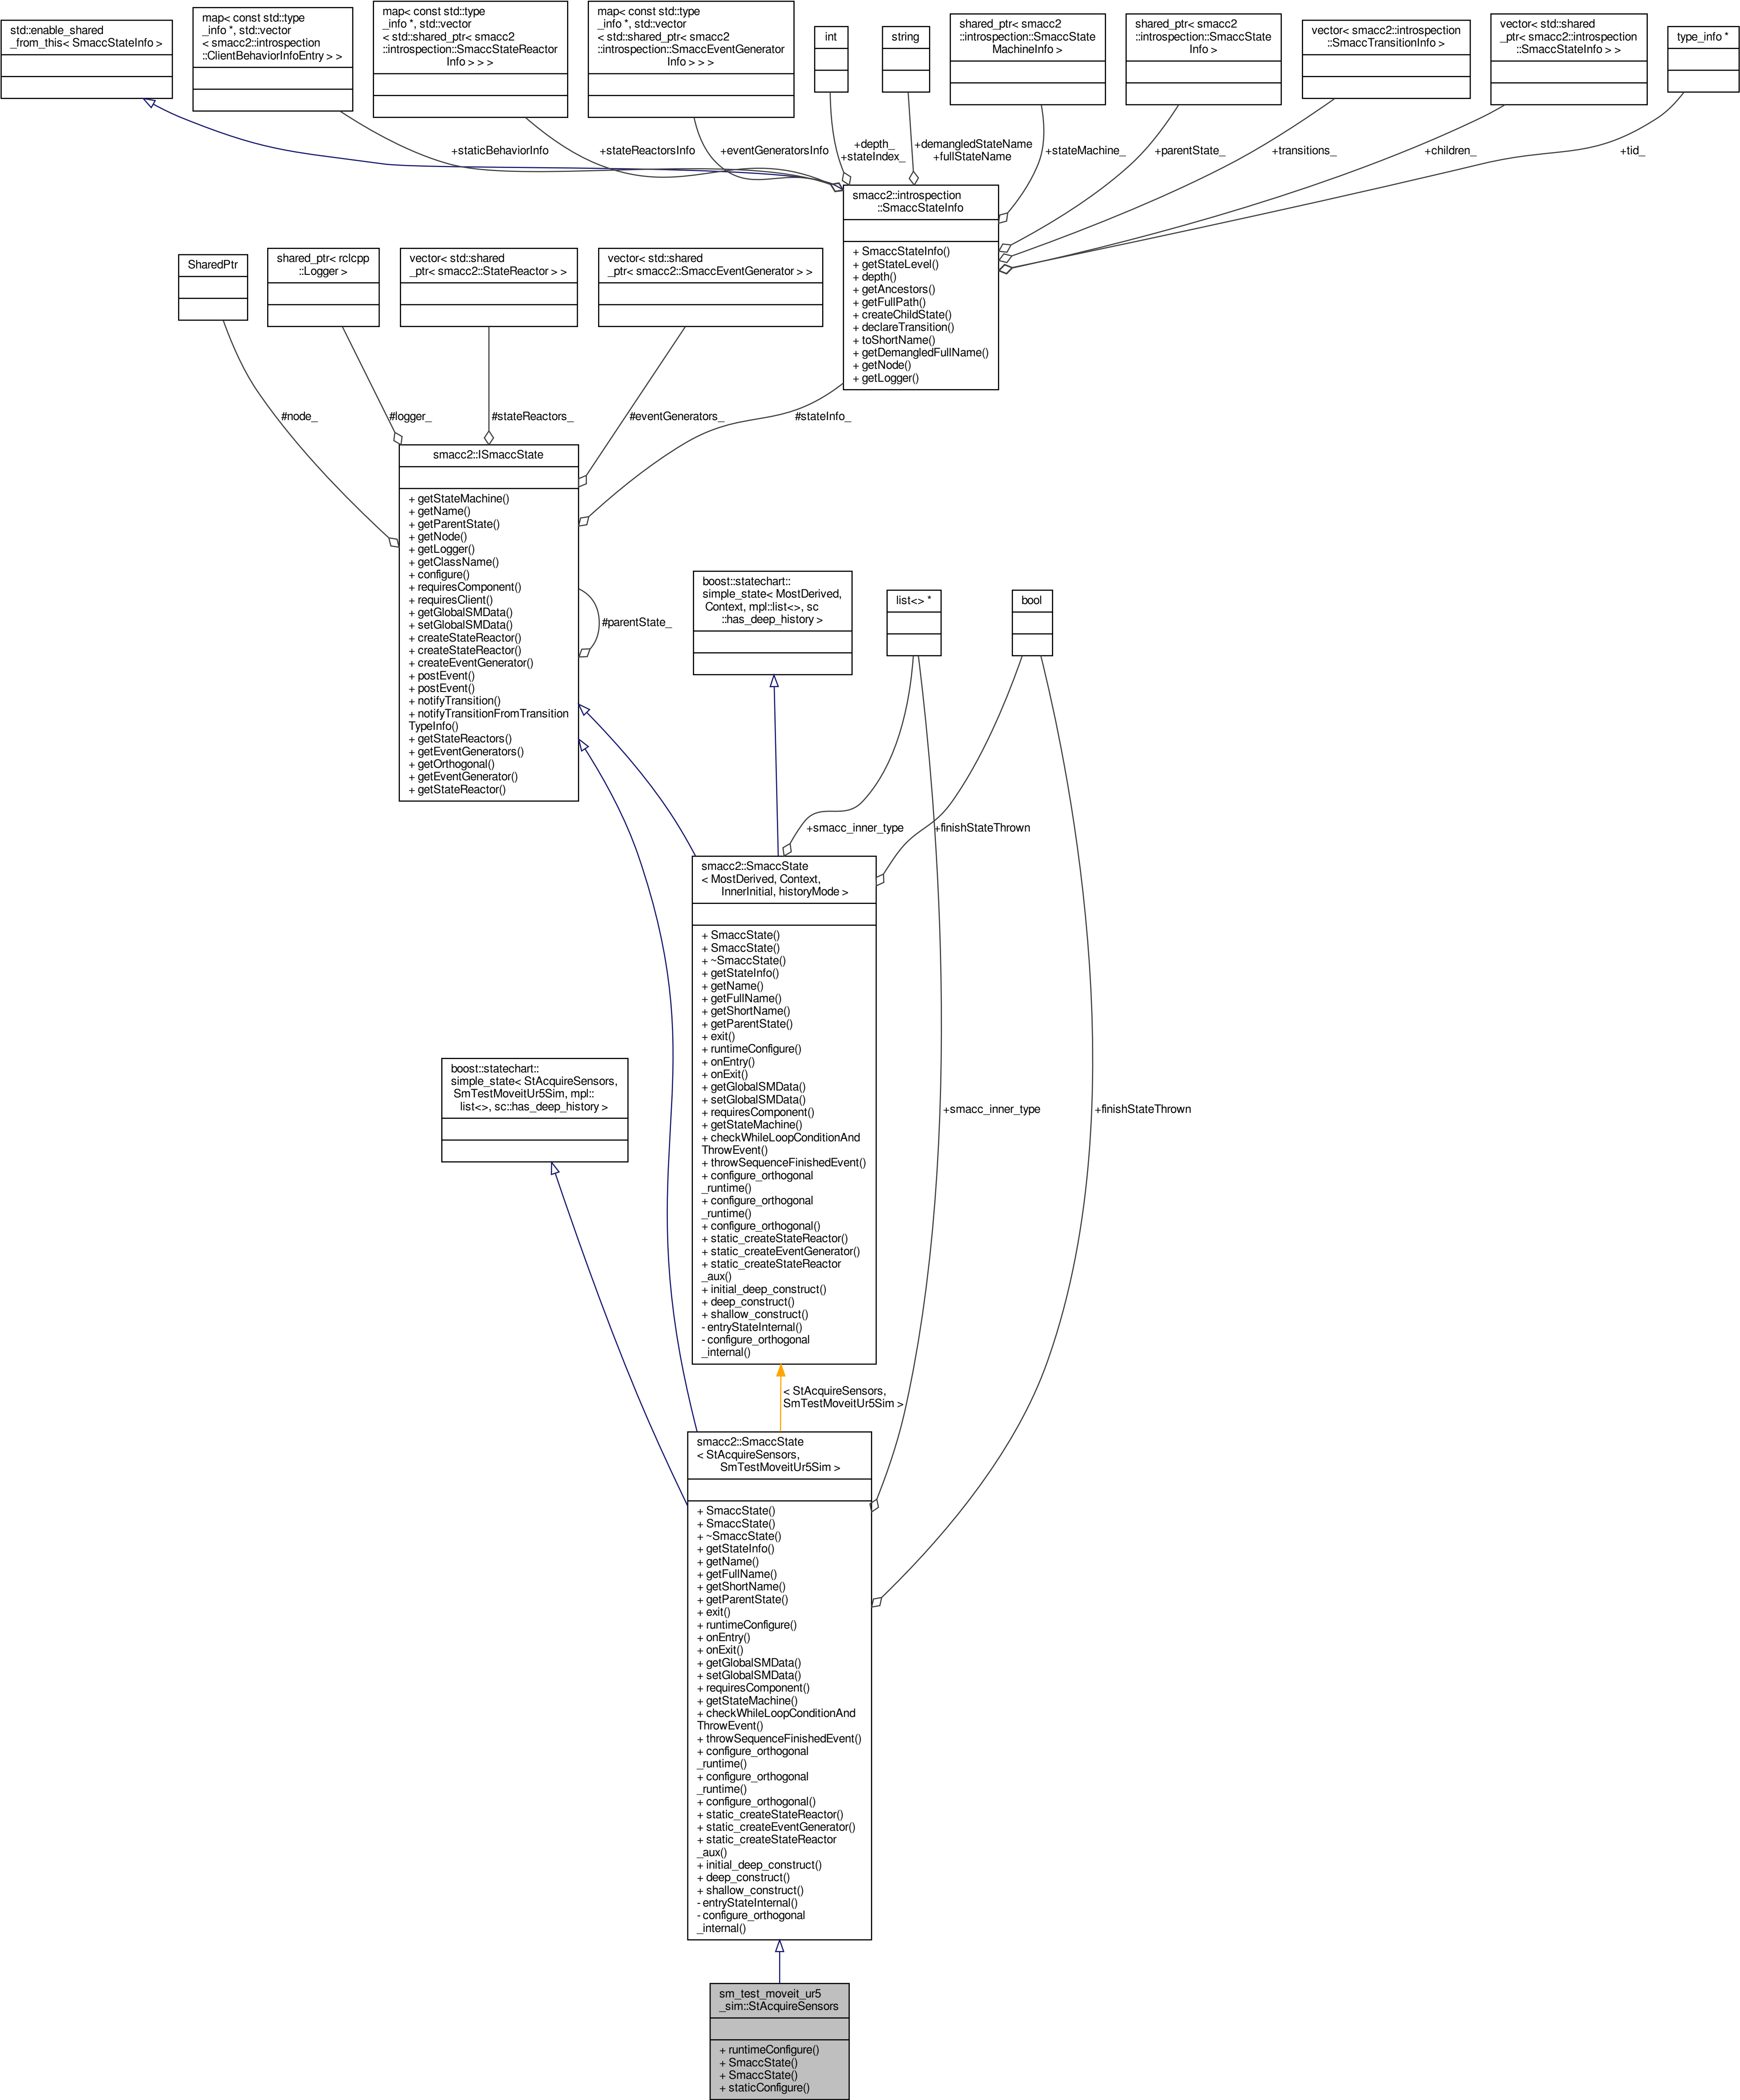 std::enable_shared
_from_this< SmaccStateInfo >
map< const std::type
_info *, std::vector
< smacc2::introspection
::ClientBehaviorInfoEntry > >
map< const std::type
_info *, std::vector
< std::shared_ptr< smacc2
::introspection::SmaccStateReactor
Info > > >
map< const std::type
_info *, std::vector
< std::shared_ptr< smacc2
::introspection::SmaccEventGenerator
Info > > >
int
string
shared_ptr< smacc2
::introspection::SmaccState
MachineInfo >
shared_ptr< smacc2
::introspection::SmaccState
Info >
vector< smacc2::introspection
::SmaccTransitionInfo >
vector< std::shared
_ptr< smacc2::introspection
::SmaccStateInfo > >
type_info *
+staticBehaviorInfo
+stateReactorsInfo
+eventGeneratorsInfo
+depth_
+stateIndex_
+demangledStateName
+fullStateName
+stateMachine_
+parentState_
+transitions_
+children_
+tid_
smacc2::introspection
::SmaccStateInfo
+ SmaccStateInfo()
+ getStateLevel()
+ depth()
+ getAncestors()
+ getFullPath()
+ createChildState()
+ declareTransition()
+ toShortName()
+ getDemangledFullName()
+ getNode()
+ getLogger()
SharedPtr
shared_ptr< rclcpp
::Logger >
vector< std::shared
_ptr< smacc2::StateReactor > >
vector< std::shared
_ptr< smacc2::SmaccEventGenerator > >
#node_
#logger_
#stateReactors_
#eventGenerators_
#stateInfo_
smacc2::ISmaccState
+ getStateMachine()
+ getName()
+ getParentState()
+ getNode()
+ getLogger()
+ getClassName()
+ configure()
+ requiresComponent()
+ requiresClient()
+ getGlobalSMData()
+ setGlobalSMData()
+ createStateReactor()
+ createStateReactor()
+ createEventGenerator()
+ postEvent()
+ postEvent()
+ notifyTransition()
+ notifyTransitionFromTransition
TypeInfo()
+ getStateReactors()
+ getEventGenerators()
+ getOrthogonal()
+ getEventGenerator()
+ getStateReactor()
#parentState_
boost::statechart::
simple_state< MostDerived,
Context, mpl::list<>, sc
::has_deep_history >
list<> *
bool
+smacc_inner_type
+finishStateThrown
smacc2::SmaccState
< MostDerived, Context,
InnerInitial, historyMode >
+ SmaccState()
+ SmaccState()
+ ~SmaccState()
+ getStateInfo()
+ getName()
+ getFullName()
+ getShortName()
+ getParentState()
+ exit()
+ runtimeConfigure()
+ onEntry()
+ onExit()
+ getGlobalSMData()
+ setGlobalSMData()
+ requiresComponent()
+ getStateMachine()
+ checkWhileLoopConditionAnd
ThrowEvent()
+ throwSequenceFinishedEvent()
+ configure_orthogonal
_runtime()
+ configure_orthogonal
_runtime()
+ configure_orthogonal()
+ static_createStateReactor()
+ static_createEventGenerator()
+ static_createStateReactor
_aux()
+ initial_deep_construct()
+ deep_construct()
+ shallow_construct()
- entryStateInternal()
- configure_orthogonal
_internal()
boost::statechart::
simple_state< StAcquireSensors,
SmTestMoveitUr5Sim, mpl::
list<>, sc::has_deep_history >
+smacc_inner_type
+finishStateThrown
< StAcquireSensors,
SmTestMoveitUr5Sim >
smacc2::SmaccState
< StAcquireSensors,
SmTestMoveitUr5Sim >
+ SmaccState()
+ SmaccState()
+ ~SmaccState()
+ getStateInfo()
+ getName()
+ getFullName()
+ getShortName()
+ getParentState()
+ exit()
+ runtimeConfigure()
+ onEntry()
+ onExit()
+ getGlobalSMData()
+ setGlobalSMData()
+ requiresComponent()
+ getStateMachine()
+ checkWhileLoopConditionAnd
ThrowEvent()
+ throwSequenceFinishedEvent()
+ configure_orthogonal
_runtime()
+ configure_orthogonal
_runtime()
+ configure_orthogonal()
+ static_createStateReactor()
+ static_createEventGenerator()
+ static_createStateReactor
_aux()
+ initial_deep_construct()
+ deep_construct()
+ shallow_construct()
- entryStateInternal()
- configure_orthogonal
_internal()
sm_test_moveit_ur5
_sim::StAcquireSensors
+ runtimeConfigure()
+ SmaccState()
+ SmaccState()
+ staticConfigure()